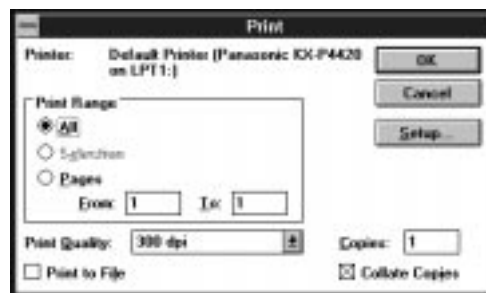 Print
Printer: Default Printer (Panasonic KX-P4420
on LPT1:)
OK
Cancel
Setup...
Print Range
All
Selection
Pages
From: 1 To: 1
Print Quality: 300 dpi
Copies: 1
Print to File
Collate Copies